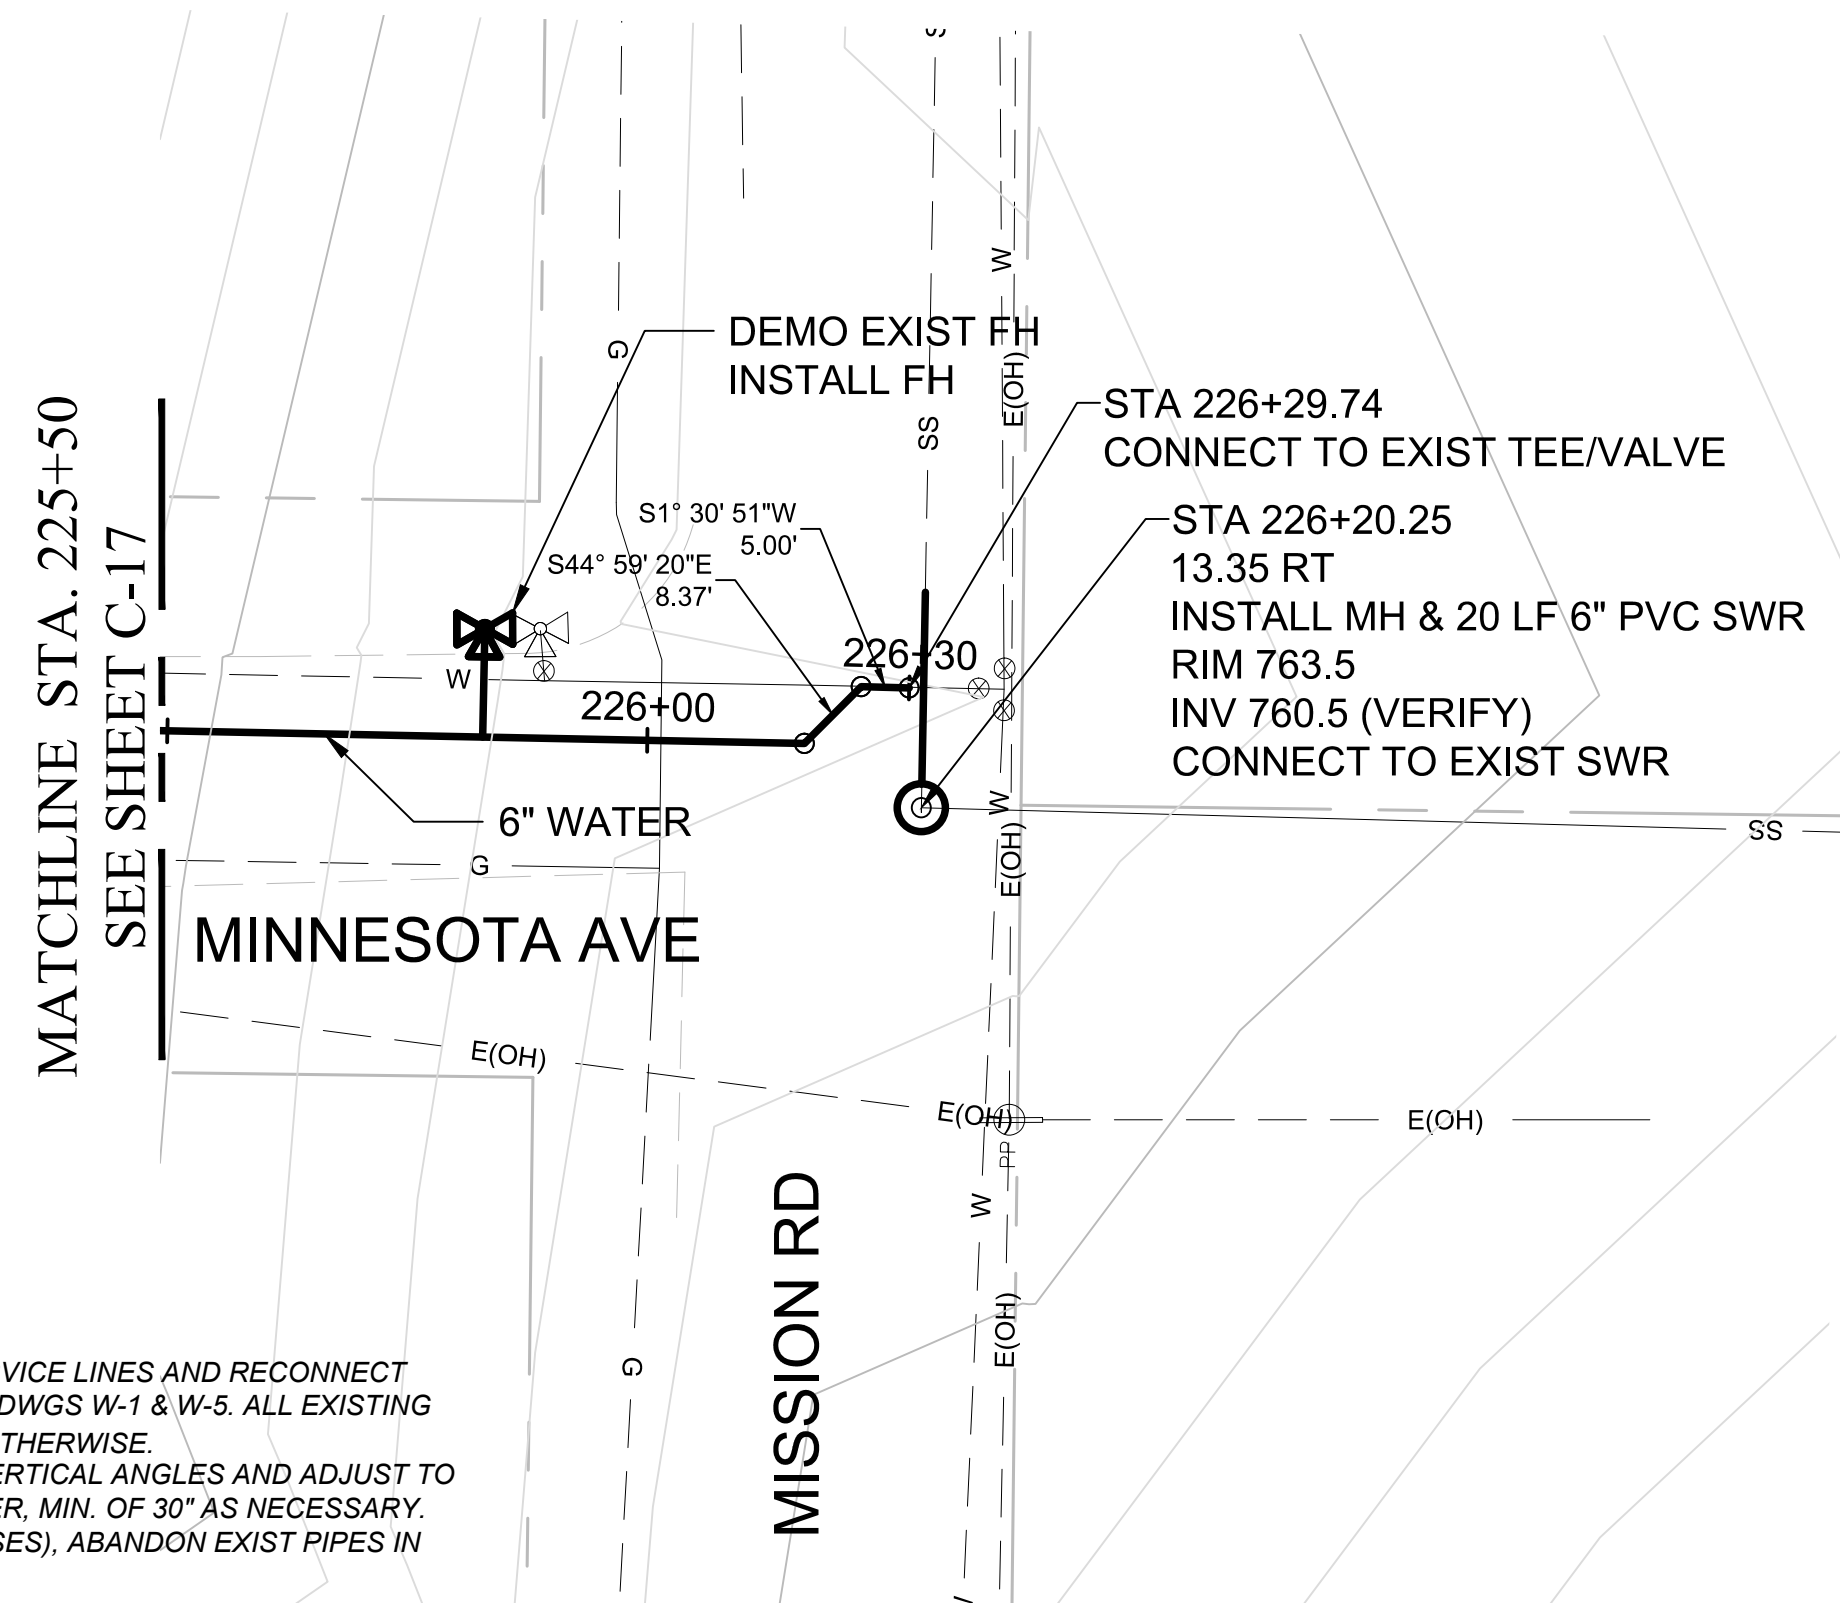 SS
W
G
DEMO EXIST FH
INSTALL FH
E(OH)
STA 226+29.74
CONNECT TO EXIST TEE/VALVE
MATCHLINE STA. 225+50
SEE SHEET C-17
S1° 30' 51"W
5.00'
S44° 59' 20"E
8.37'
STA 226+20.25
13.35 RT
INSTALL MH & 20 LF 6" PVC SWR
RIM 763.5
INV 760.5 (VERIFY)
CONNECT TO EXIST SWR
226+30
W
226+00
6" WATER
W
E(OH)
SS
G
MINNESOTA AVE
E(OH)
E(OH)
E(OH)
PP
W
MISSION RD
E(OH)
G
VICE LINES AND RECONNECT
DWGS W-1 & W-5. ALL EXISTING
THERWISE.
ERTICAL ANGLES AND ADJUST TO
ER, MIN. OF 30" AS NECESSARY.
SES), ABANDON EXIST PIPES IN